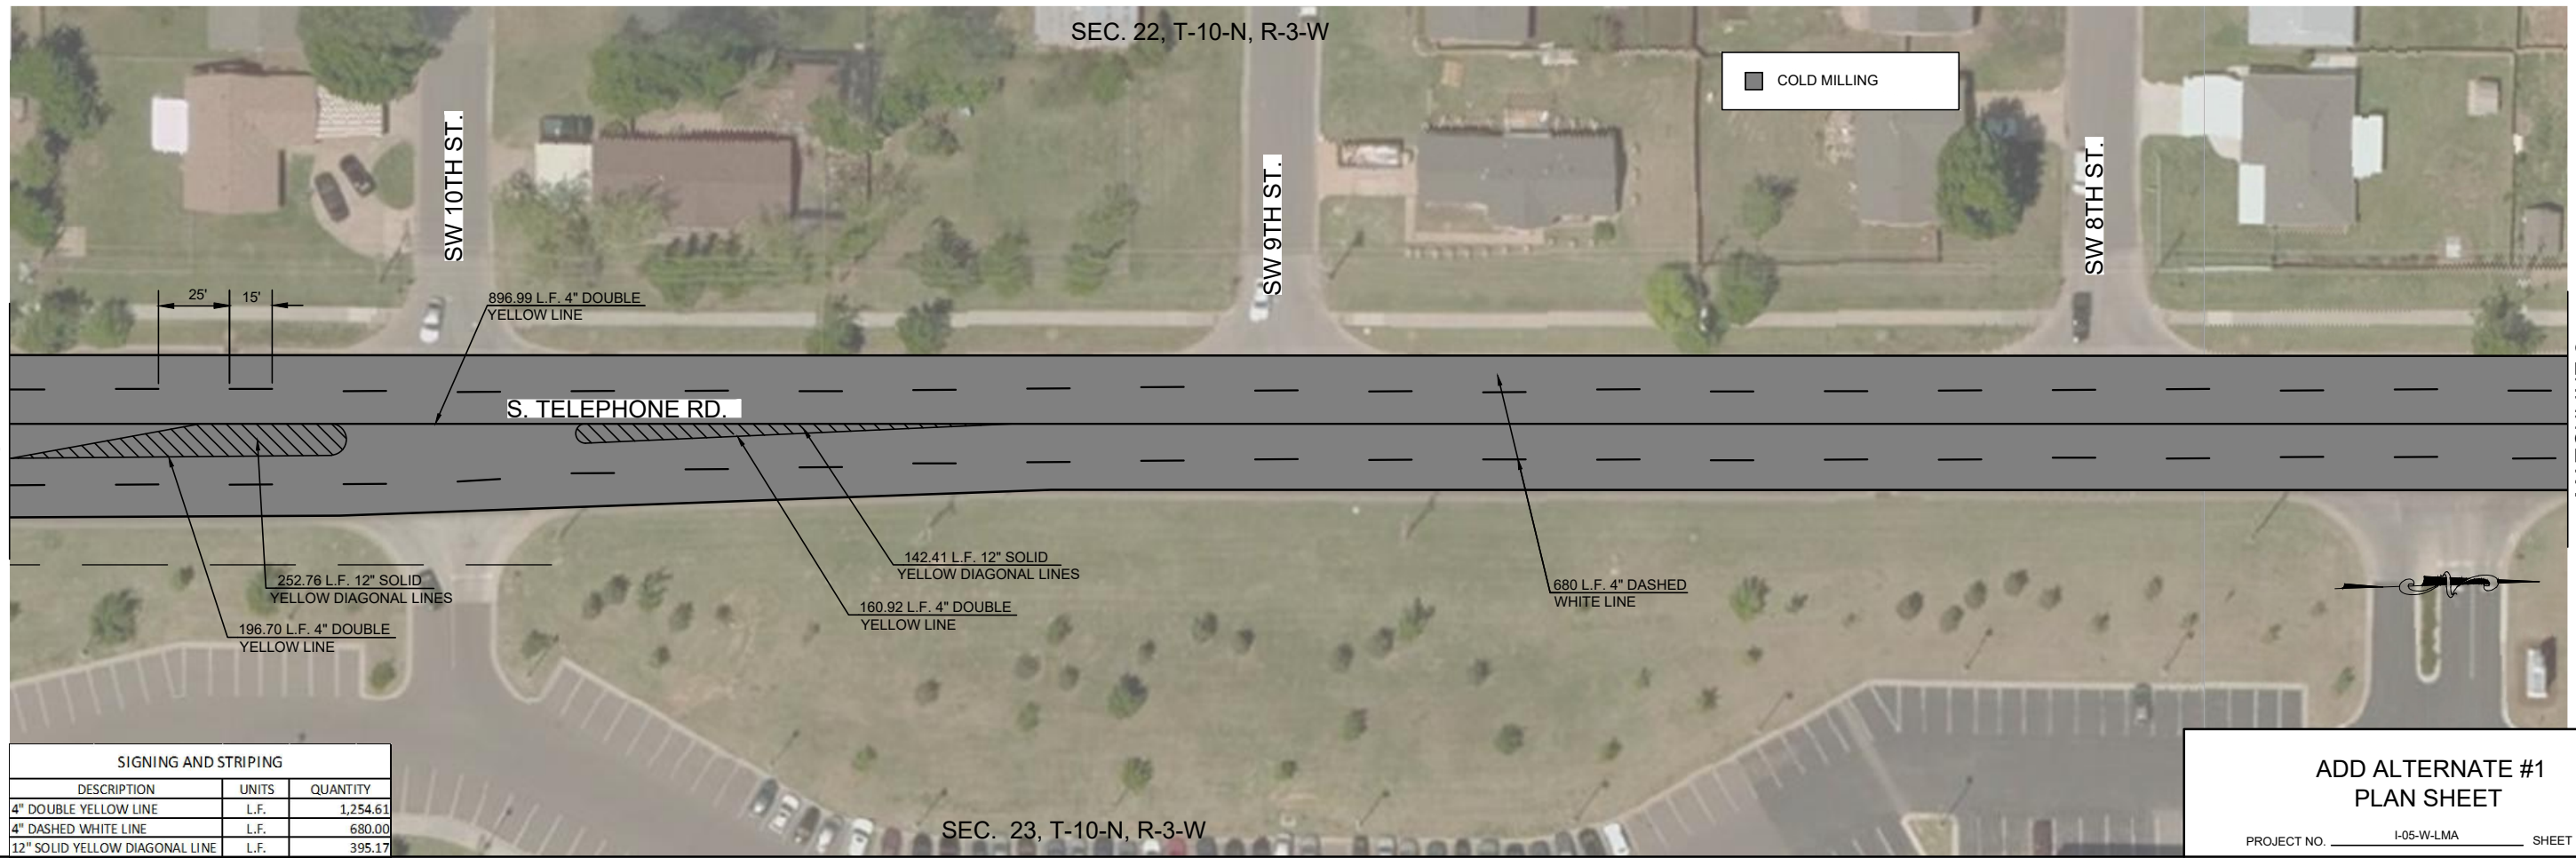 SEC. 22, T-10-N, R-3-W
COLD MILLING
SW 10TH ST.
SW 9TH ST.
SW 8TH ST.
25'
15'
896.99 L.F. 4" DOUBLE
YELLOW LINE
S. TELEPHONE RD.
142.41 L.F. 12" SOLID
YELLOW DIAGONAL LINES
252.76 L.F. 12" SOLID
YELLOW DIAGONAL LINES
680 L.F. 4" DASHED
WHITE LINE
160.92 L.F. 4" DOUBLE
YELLOW LINE
196.70 L.F. 4" DOUBLE
YELLOW LINE
SIGNING AND STRIPING
DESCRIPTION UNITS QUANTITY
4" DOUBLE YELLOW LINE L.F. 1,254.61
4" DASHED WHITE LINE L.F. 680.00
12" SOLID YELLOW DIAGONAL LINE L.F. 395.17
SEC. 23, T-10-N, R-3-W
ADD ALTERNATE #1
PLAN SHEET
PROJECT NO. I-05-W-LMA SHEET